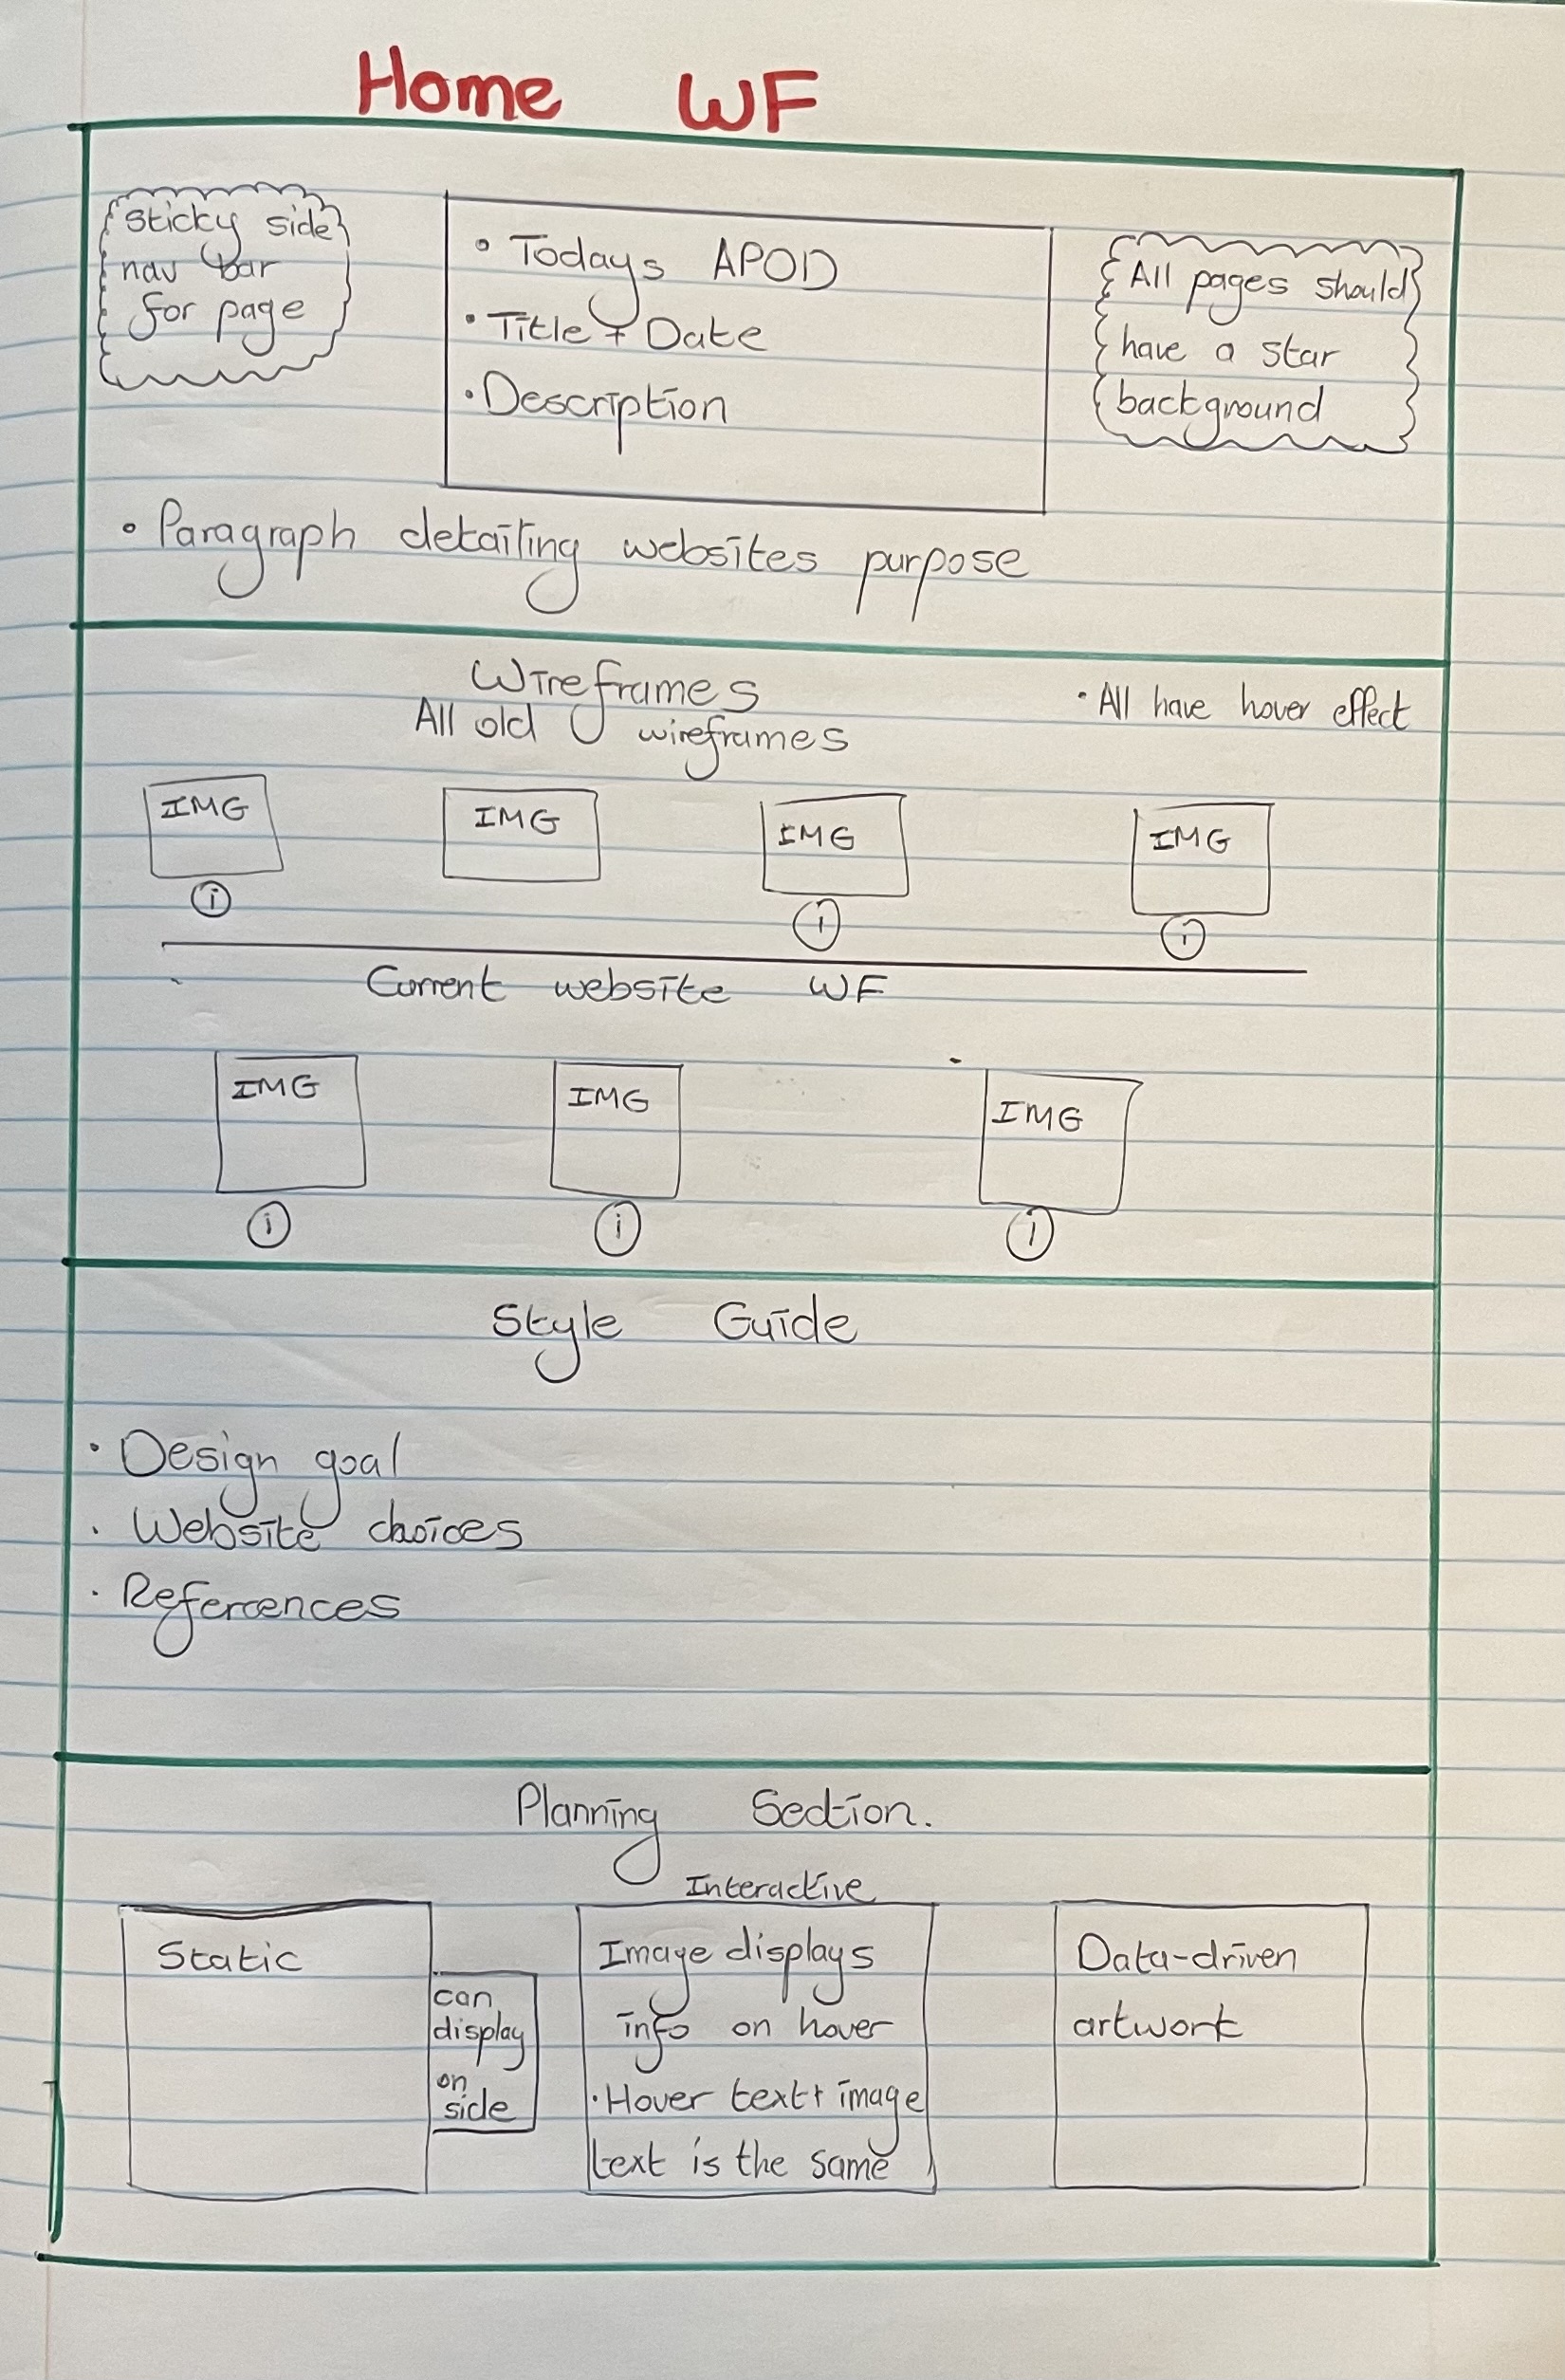 Home WF
Sticky side
nav bar
for page
• Todays APOD
• Title + Date
• Description
All pages should
have a star
background
• Paragraph detailing websites purpose
Wireframes
All old wireframes
• All have hover effect
IMG
IMG
IMG
IMG
i
i
i
Current website WF
IMG
IMG
IMG
i
i
i
Style Guide
• Design goal
• Website choices
• Refercences
Planning Section.
Static
can
display
on
side
Interactive
Image displays
info on hover
• Hover text + image
text is the same
Data-driven
artwork